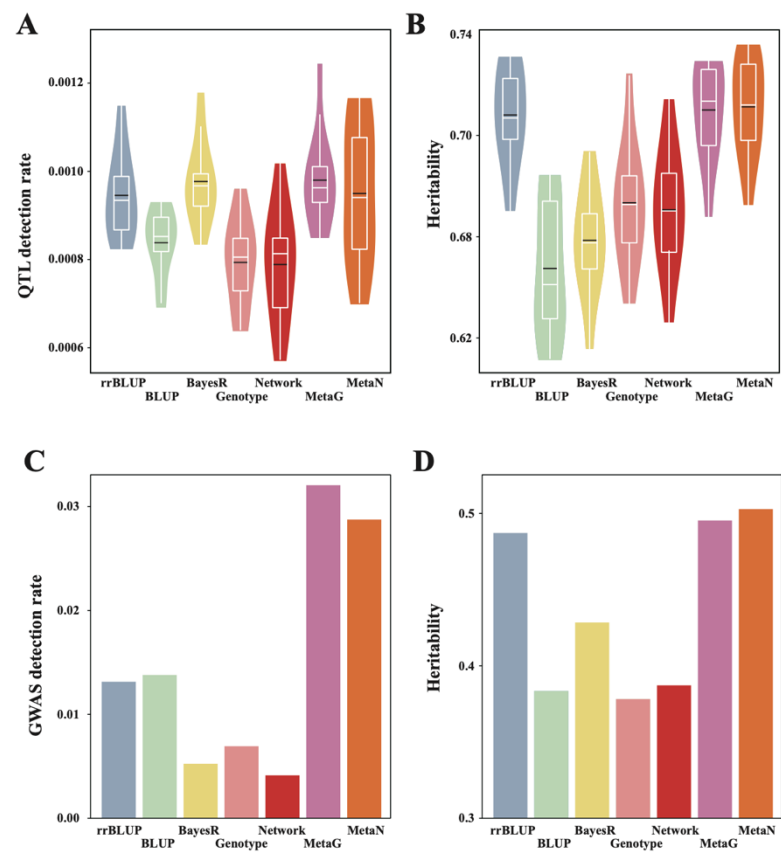 A
QTL detection rate
0.0012
0.0010
0.0008
0.0006
rrBLUP BayesR Network MetaN
BLUP Genotype MetaG
B
Heritability
0.74
0.70
0.68
0.62
rrBLUP BayesR Network MetaN
BLUP Genotype MetaG
C
GWAS detection rate
0.03
0.02
0.01
0.00
rrBLUP BayesR Network MetaN
BLUP Genotype MetaG
D
Heritability
0.5
0.4
0.3
rrBLUP BayesR Network MetaN
BLUP Genotype MetaG